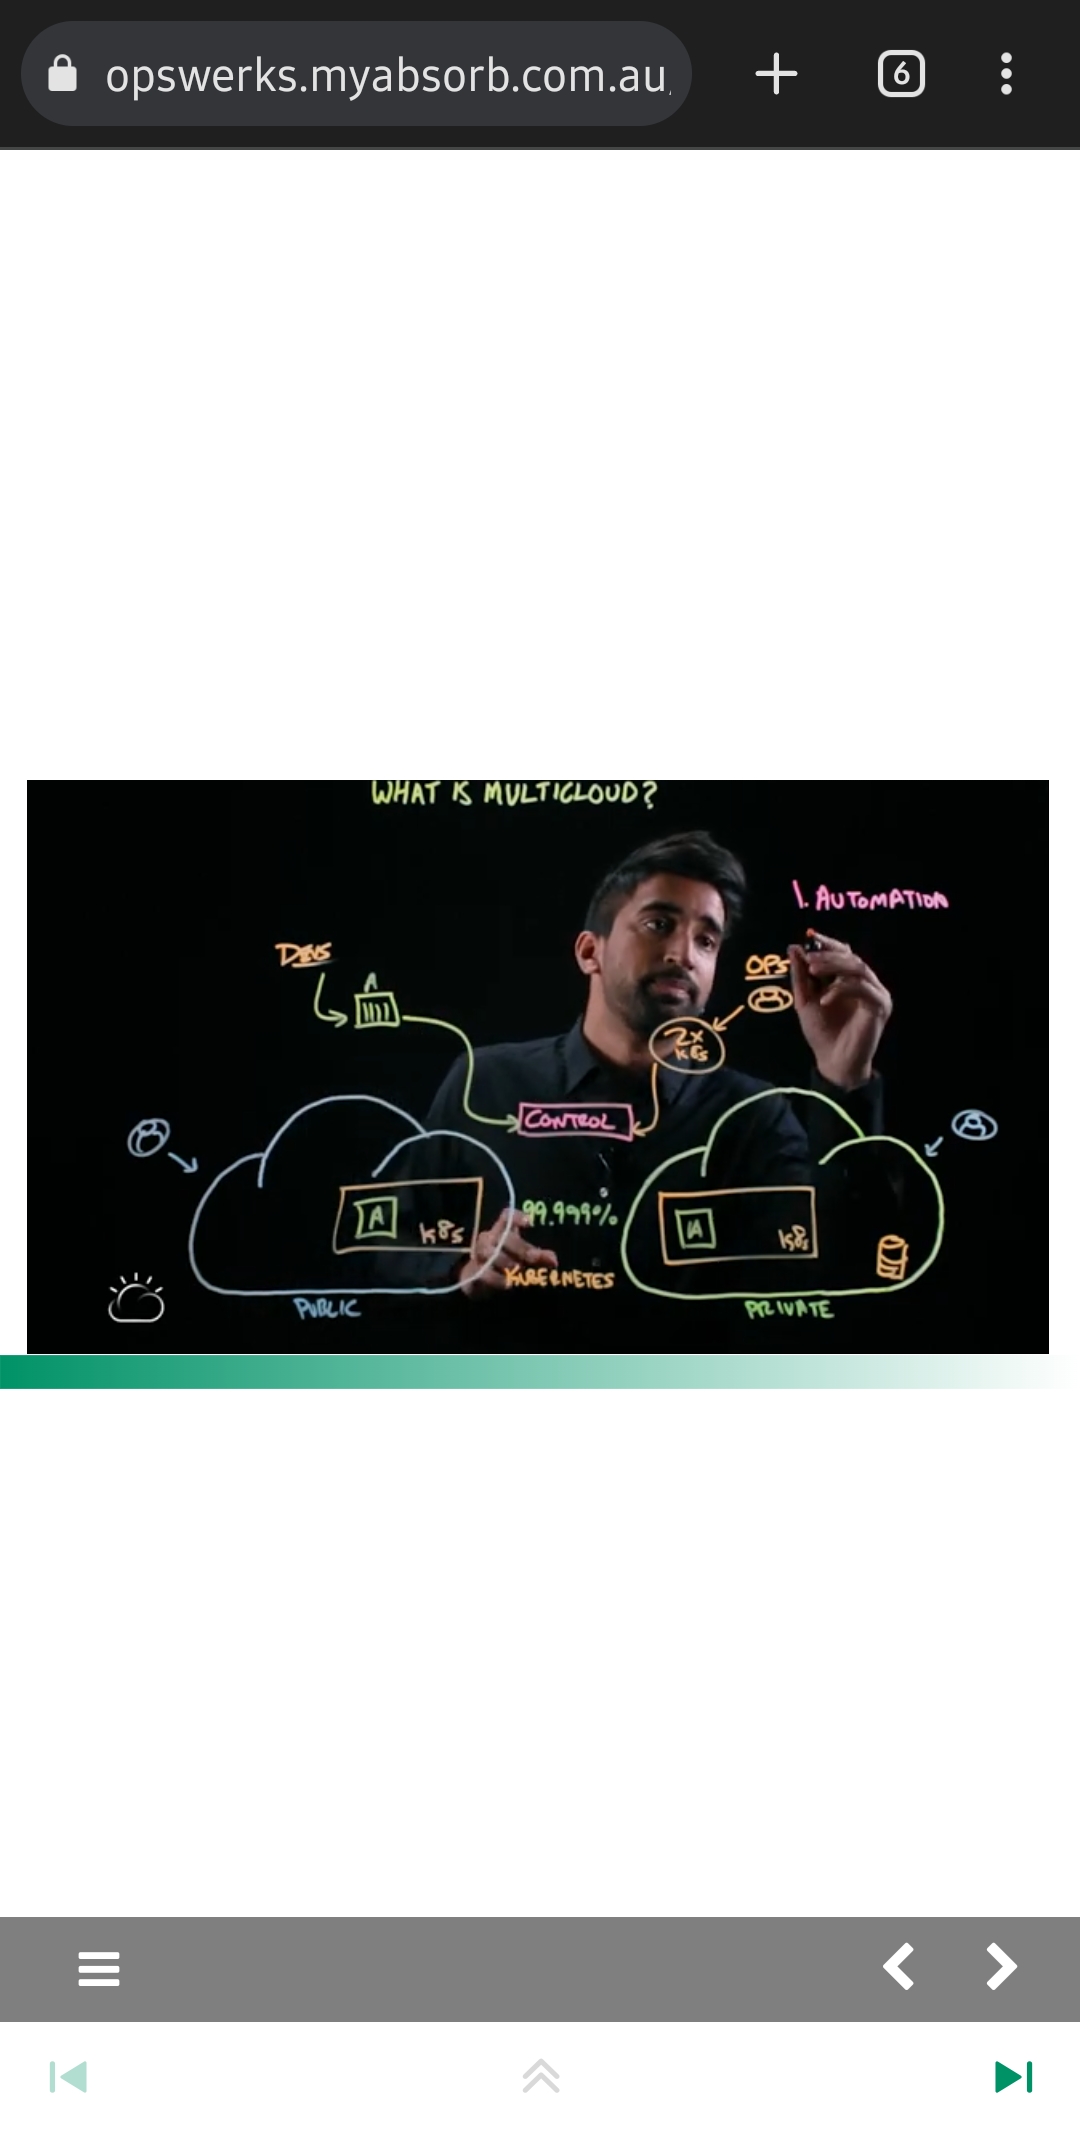 opswerks.myabsorb.com.au
6
WHAT IS MULTICLOUD?
1. AUTOMATION
DEVS
A
OPS
2x
K8s
CONTROL
A
k8s
99.999%
A
k8s
KUBERNETES
PUBLIC
PRIVATE